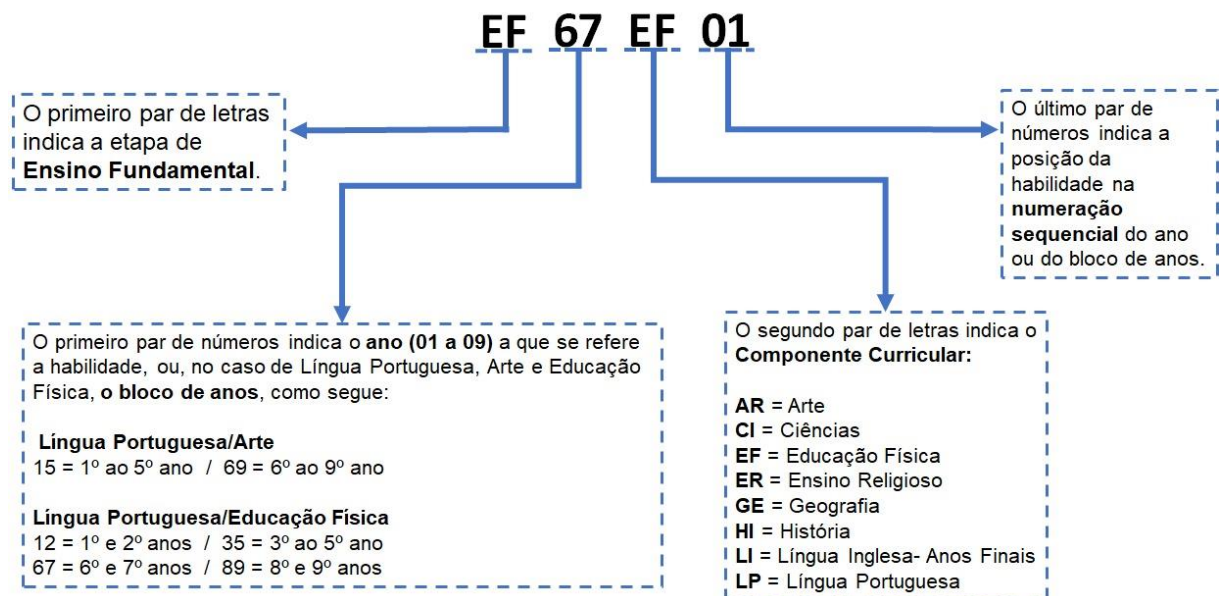 EF 67 EF 01
O primeiro par de letras
indica a etapa de
Ensino Fundamental.
O último par de
números indica a
posição da
habilidade na
numeração
sequencial do ano
ou do bloco de anos.
O primeiro par de números indica o ano (01 a 09) a que se refere
a habilidade, ou, no caso de Língua Portuguesa, Arte e Educação
Física, o bloco de anos, como segue:
Língua Portuguesa/Arte
15 = 1º ao 5º ano / 69 = 6º ao 9º ano
Língua Portuguesa/Educação Física
12 = 1º e 2º anos / 35 = 3º ao 5º ano
67 = 6º e 7º anos / 89 = 8º e 9º anos
O segundo par de letras indica o
Componente Curricular:
AR = Arte
CI = Ciências
EF = Educação Física
ER = Ensino Religioso
GE = Geografia
HI = História
LI = Língua Inglesa- Anos Finais
LP = Língua Portuguesa